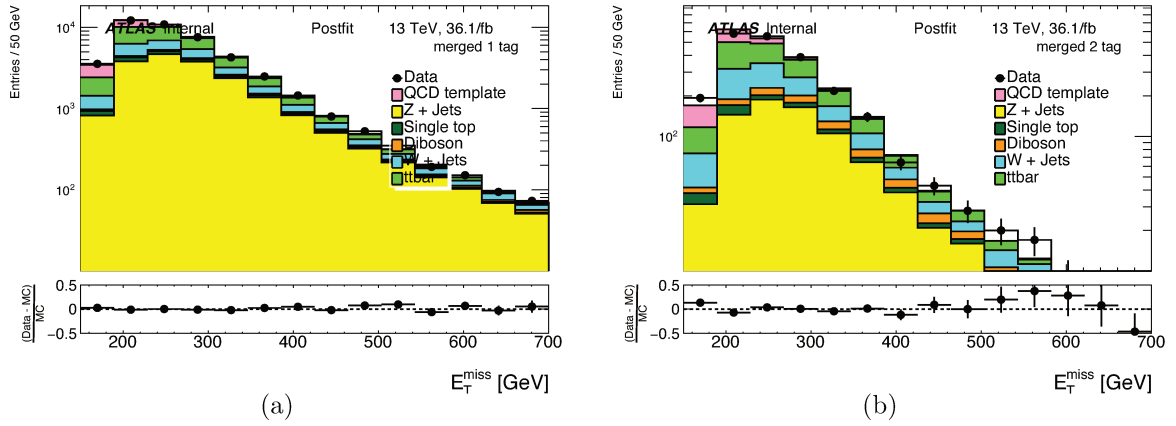 ATLAS Internal Postfit 13 TeV, 36.1/fb
merged 1 tag
Entries / 50 GeV
10⁴
10³
10²
Data
QCD template
Z + Jets
Single top
Diboson
W + Jets
ttbar
(Data - MC)
MC
0.5
0
−0.5
200 300 400 500 600 700
E_T^miss [GeV]
(a)
ATLAS Internal Postfit 13 TeV, 36.1/fb
merged 2 tag
Entries / 50 GeV
10²
Data
QCD template
Z + Jets
Single top
Diboson
W + Jets
ttbar
(Data - MC)
MC
0.5
0
−0.5
200 300 400 500 600 700
E_T^miss [GeV]
(b)